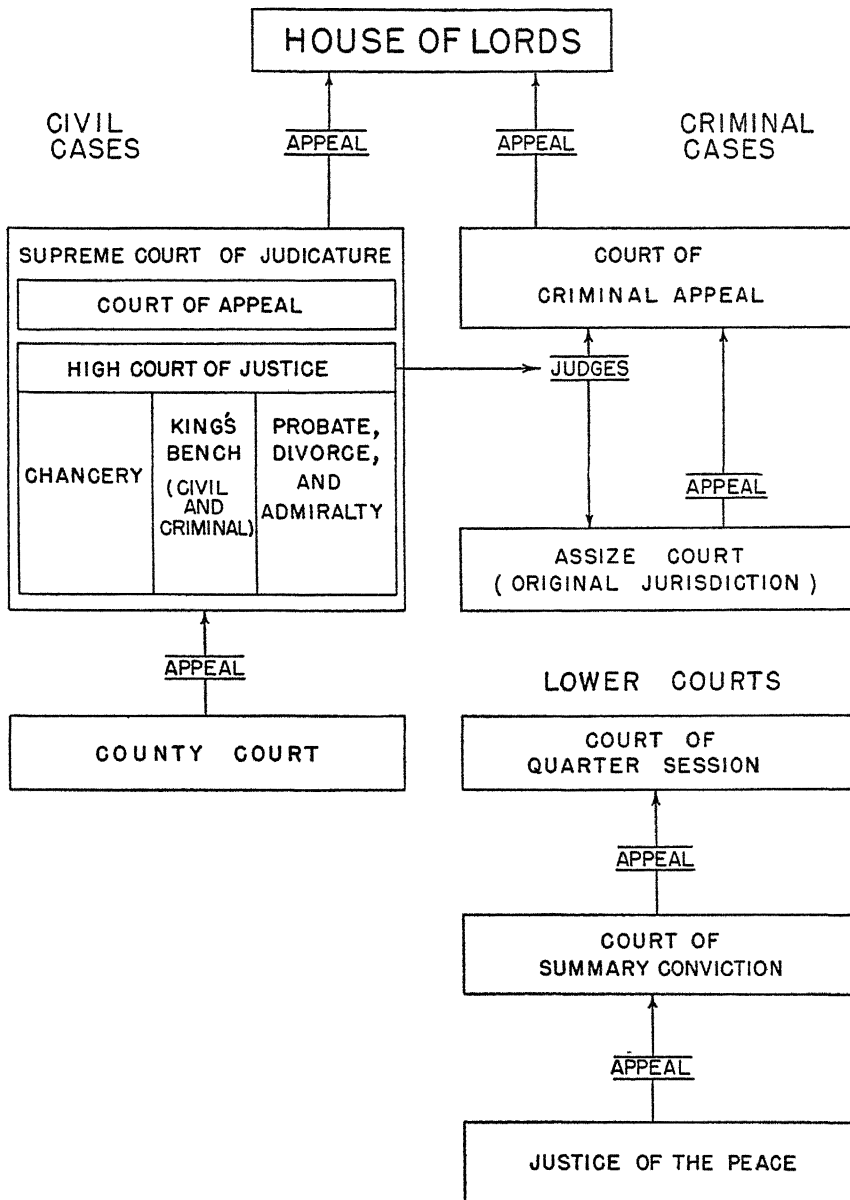 HOUSE OF LORDS
CIVIL
CASES
CRIMINAL
CASES
APPEAL
APPEAL
SUPREME COURT OF JUDICATURE
COURT OF APPEAL
HIGH COURT OF JUSTICE
CHANCERY
KING'S
BENCH
(CIVIL
AND
CRIMINAL)
PROBATE,
DIVORCE,
AND
ADMIRALTY
APPEAL
COUNTY COURT
COURT OF
CRIMINAL APPEAL
JUDGES
APPEAL
ASSIZE COURT
(ORIGINAL JURISDICTION)
LOWER COURTS
COURT OF
QUARTER SESSION
APPEAL
COURT OF
SUMMARY CONVICTION
APPEAL
JUSTICE OF THE PEACE